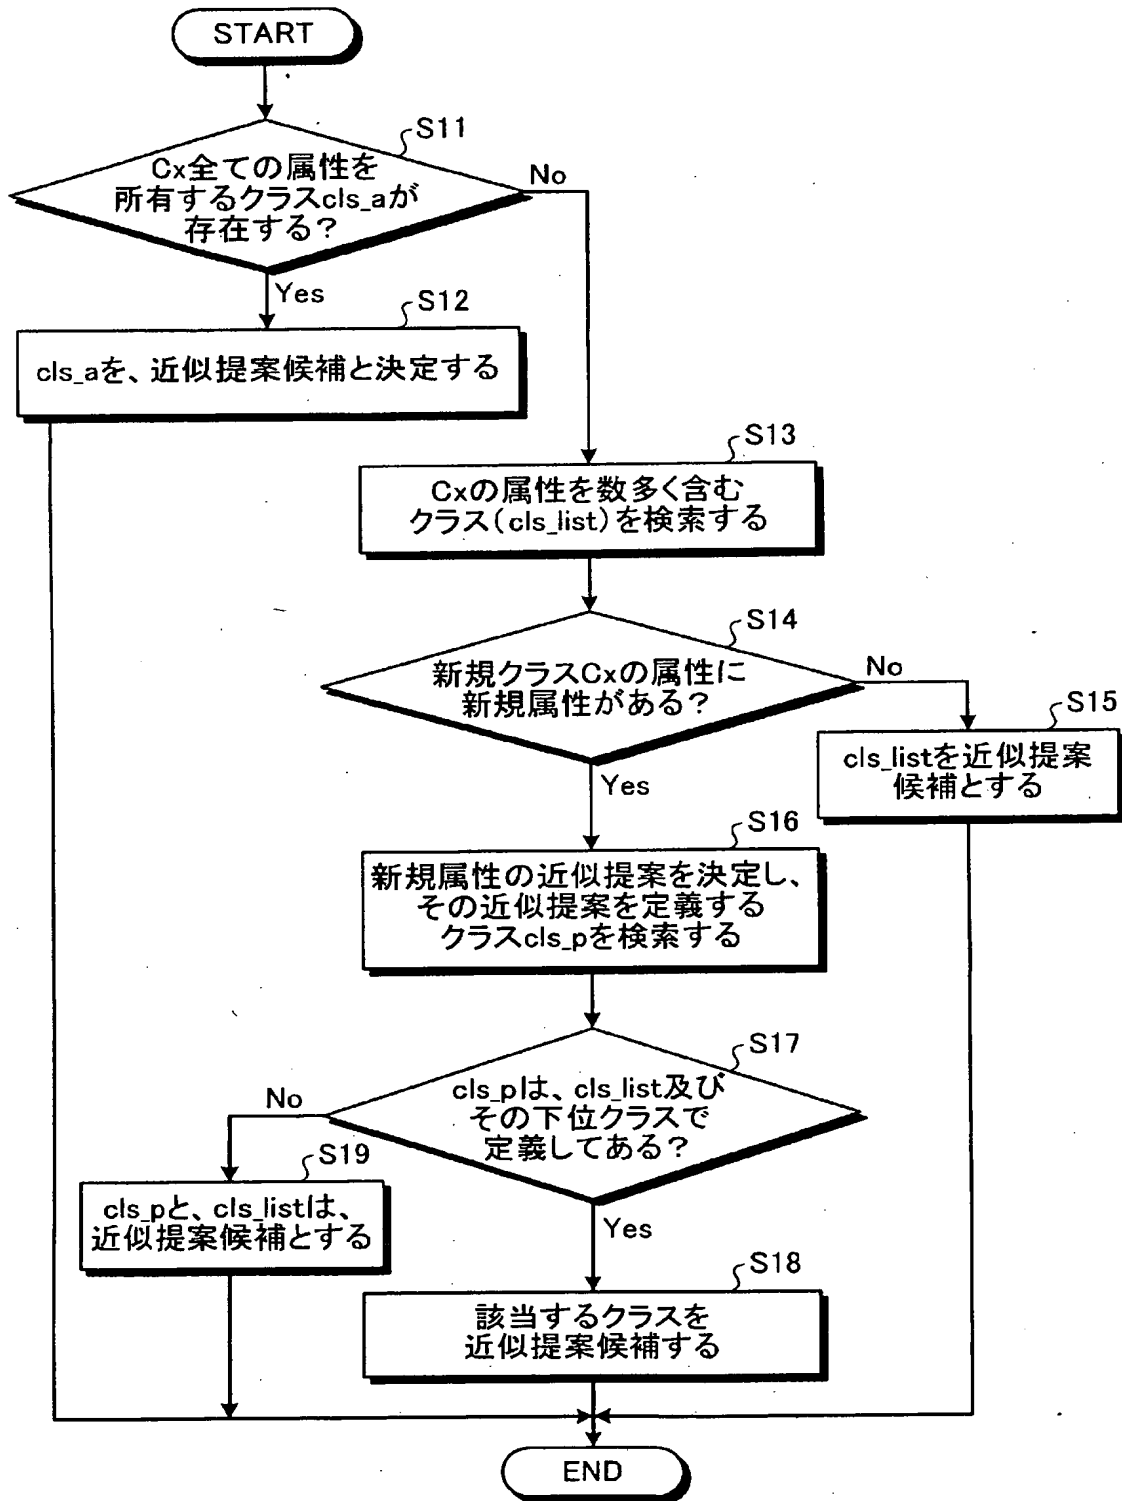 START
S11
Cx全ての属性を
所有するクラスcls_aが
存在する?
No
Yes
S12
cls_aを、近似提案候補と決定する
S13
Cxの属性を数多く含む
クラス(cls_list)を検索する
S14
新規クラスCxの属性に
新規属性がある?
No
S15
cls_listを近似提案
候補とする
Yes
S16
新規属性の近似提案を決定し、
その近似提案を定義する
クラスcls_pを検索する
S17
cls_pは、cls_list及び
その下位クラスで
定義してある?
No
S19
cls_pと、cls_listは、
近似提案候補とする
Yes
S18
該当するクラスを
近似提案候補する
END